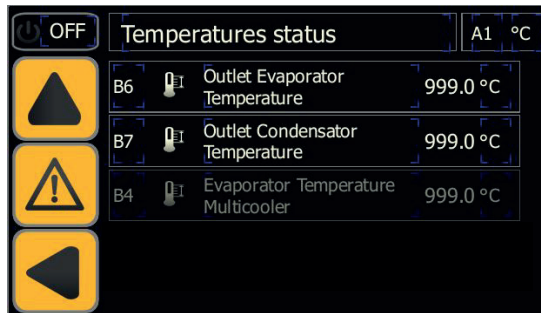 OFF
Temperatures status
A1 °C
B6 Outlet Evaporator Temperature 999.0 °C
B7 Outlet Condensator Temperature 999.0 °C
B4 Evaporator Temperature Multicooler 999.0 °C